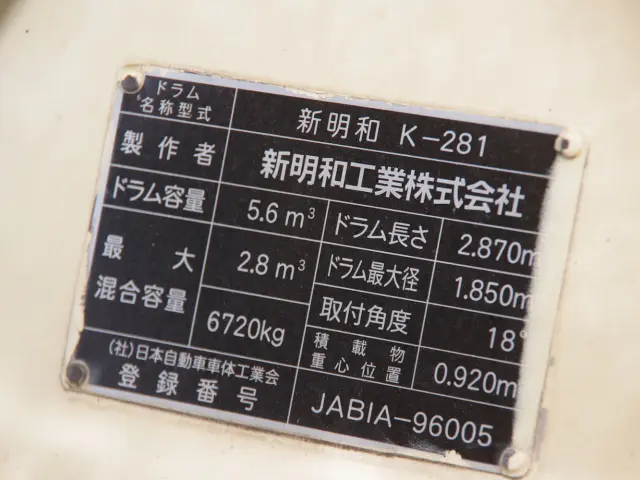 ドラム
名称型式
新明和 K-281
製作者
新明和工業株式会社
ドラム容量
5.6 m³
ドラム長さ
2.870m
最大
混合容量
2.8 m³
6720kg
ドラム最大径
1.850m
取付角度
18°
積載物
重心位置
0.920m
(社)日本自動車車体工業会
登録番号
JABIA-96005